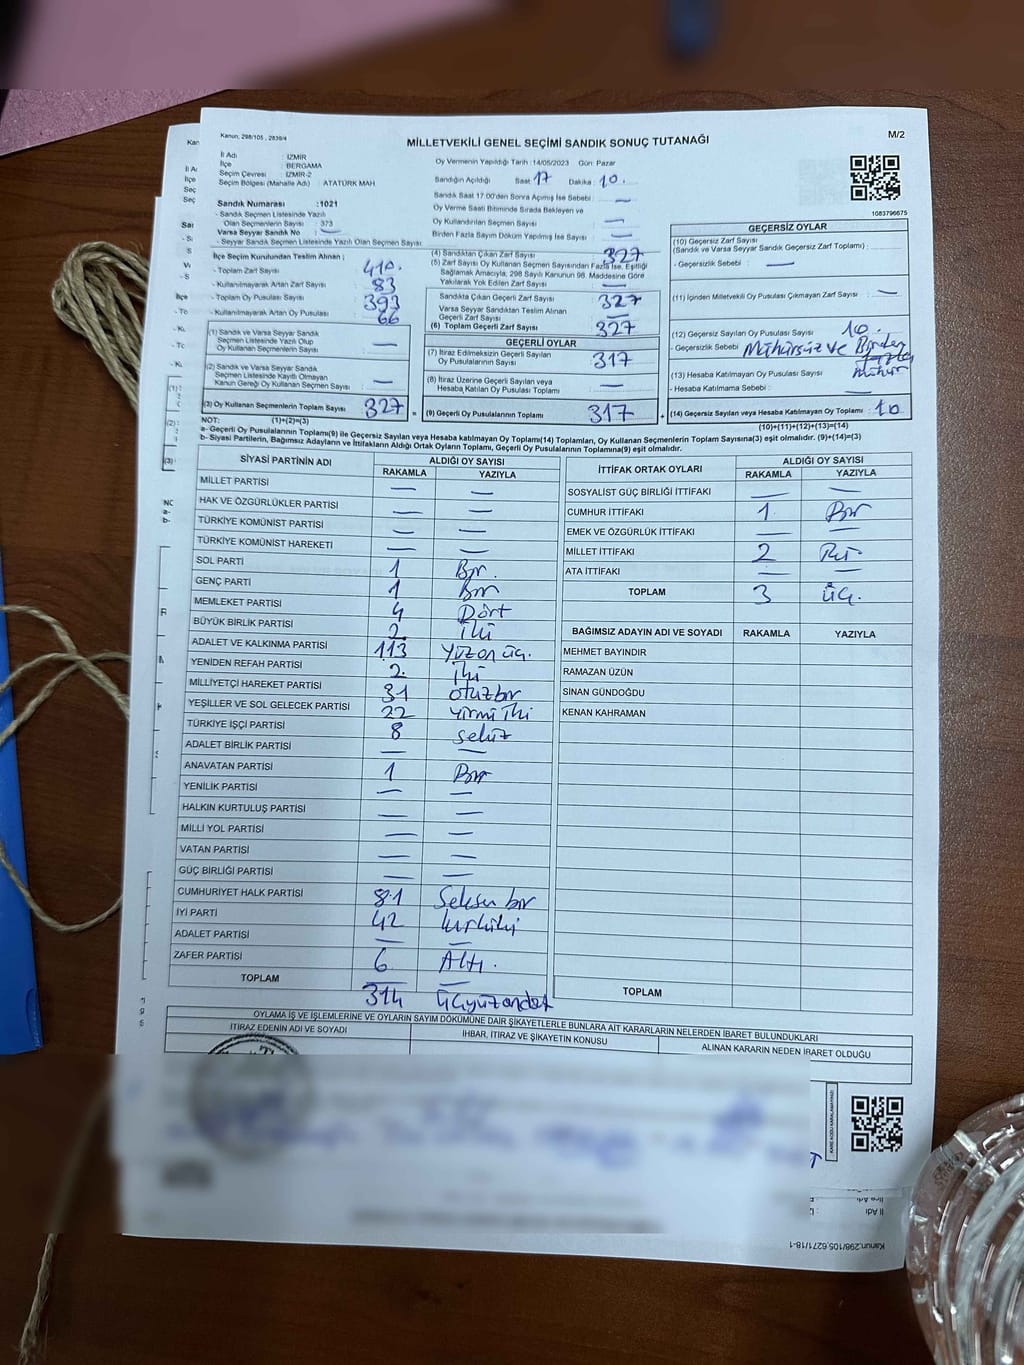 Kanun, 298/105 , 2839/4
MİLLETVEKİLİ GENEL SEÇİMİ SANDIK SONUÇ TUTANAĞI
M/2
İl Adı : İZMİR
İlçe : BERGAMA
Seçim Çevresi : İZMİR-2
Seçim Bölgesi (Mahalle Adı) : ATATÜRK MAH
Sandık Numarası :1021
- Sandık Seçmen Listesinde Yazılı
Olan Seçmenlerin Sayısı : 373
Varsa Seyyar Sandık No : —
- Seyyar Sandık Seçmen Listesinde Yazılı Olan Seçmen Sayısı:
Oy Vermenin Yapıldığı Tarih :14/05/2023 Gün: Pazar
Sandığın Açıldığı Saat 17 Dakika : 10.
Sandık Saat 17:00'den Sonra Açılmış İse Sebebi : —
Oy Verme Saati Bitiminde Sırada Bekleyen ve
Oy Kullandırılan Seçmen Sayısı : —
Birden Fazla Sayım Döküm Yapılmış İse Sayısı : —
1083796675
İlçe Seçim Kurulundan Teslim Alınan ;
- Toplam Zarf Sayısı : 410.
- Kullanılmayarak Artan Zarf Sayısı : 83
- Toplam Oy Pusulası Sayısı : 393
- Kullanılmayarak Artan Oy Pusulası : 66
(1) Sandık ve Varsa Seyyar Sandık
Seçmen Listesinde Yazılı Olup
Oy Kullanan Seçmen Sayısı : —
(2) Sandık ve Varsa Seyyar Sandık
Seçmen Listesinde Kayıtlı Olmayan
Kanun Gereği Oy Kullanan Seçmen Sayısı : —
(3) Oy Kullanan Seçmenlerin Toplam Sayısı : 327
(1)+(2)=(3)
(4) Sandıktan Çıkan Zarf Sayısı : 327
(5) Zarf Sayısı Oy Kullanan Seçmen Sayısından Fazla İse, Eşitliği
Sağlamak Amacıyla, 298 Sayılı Kanunun 98. Maddesine Göre
Yakılarak Yok Edilen Zarf Sayısı : —
Sandıkta Çıkan Geçerli Zarf Sayısı : 327
Varsa Seyyar Sandıktan Teslim Alınan
Geçerli Zarf Sayısı : —
(6) Toplam Geçerli Zarf Sayısı : 327
GEÇERLİ OYLAR
(7) İtiraz Edilmeksizin Geçerli Sayılan
Oy Pusulalarının Sayısı : 317
(8) İtiraz Üzerine Geçerli Sayılan veya
Hesaba Katılan Oy Pusulası Toplamı : —
(9) Geçerli Oy Pusulalarının Toplamı : 317
GEÇERSİZ OYLAR
(10) Geçersiz Zarf Sayısı
(Sandık ve Varsa Seyyar Sandık Geçersiz Zarf Toplamı) :
- Geçersizlik Sebebi : —
(11) İçinden Milletvekili Oy Pusulası Çıkmayan Zarf Sayısı : —
(12) Geçersiz Sayılan Oy Pusulası Sayısı : 10.
- Geçersizlik Sebebi : Mühürsüz ve Birden
fazla
mühür
(13) Hesaba Katılmayan Oy Pusulası Sayısı
- Hesaba Katılmama Sebebi : —
(14) Geçersiz Sayılan veya Hesaba Katılmayan Oy Toplamı : 10
(10)+(11)+(12)+(13)=(14)
NOT:
a- Geçerli Oy Pusulalarının Toplamı(9) ile Geçersiz Sayılan veya Hesaba katılmayan Oy Toplamı(14) Toplamları, Oy Kullanan Seçmenlerin Toplam Sayısına(3) eşit olmalıdır. (9)+(14)=(3)
b- Siyasi Partilerin, Bağımsız Adayların ve İttifakların Aldığı Ortak Oyların Toplamı, Geçerli Oy Pusulalarının Toplamına(9) eşit olmalıdır.
SİYASİ PARTİNİN ADI ALDIĞI OY SAYISI
RAKAMLA YAZIYLA
MİLLET PARTİSİ — —
HAK VE ÖZGÜRLÜKLER PARTİSİ — —
TÜRKİYE KOMÜNİST PARTİSİ — —
TÜRKİYE KOMÜNİST HAREKETİ — —
SOL PARTİ 1 Bir.
GENÇ PARTİ 1 Bir
MEMLEKET PARTİSİ 4 Dört
BÜYÜK BİRLİK PARTİSİ 2 İki
ADALET VE KALKINMA PARTİSİ 113 Yüzonüç.
YENİDEN REFAH PARTİSİ 2. İki
MİLLİYETÇİ HAREKET PARTİSİ 31 otuzbir
YEŞİLLER VE SOL GELECEK PARTİSİ 22 yirmi iki
TÜRKİYE İŞÇİ PARTİSİ 8 sekiz
ADALET BİRLİK PARTİSİ — —
ANAVATAN PARTİSİ 1 Bir
YENİLİK PARTİSİ — —
HALKIN KURTULUŞ PARTİSİ — —
MİLLİ YOL PARTİSİ — —
VATAN PARTİSİ — —
GÜÇ BİRLİĞİ PARTİSİ — —
CUMHURİYET HALK PARTİSİ 81 Seksen bir
İYİ PARTİ 42 kırkiki
ADALET PARTİSİ — —
ZAFER PARTİSİ 6 Altı.
TOPLAM 314 üçyüzondört
İTTİFAK ORTAK OYLARI ALDIĞI OY SAYISI
RAKAMLA YAZIYLA
SOSYALİST GÜÇ BİRLİĞİ İTTİFAKI — —
CUMHUR İTTİFAKI 1 Bir
EMEK VE ÖZGÜRLÜK İTTİFAKI — —
MİLLET İTTİFAKI 2 İki
ATA İTTİFAKI — —
TOPLAM 3 üç.
BAĞIMSIZ ADAYIN ADI VE SOYADI RAKAMLA YAZIYLA
MEHMET BAYINDIR
RAMAZAN ÜZÜN
SİNAN GÜNDOĞDU
KENAN KAHRAMAN
TOPLAM
OYLAMA İŞ VE İŞLEMLERİNE VE OYLARIN SAYIM DÖKÜMÜNE DAİR ŞİKAYETLERLE BUNLARA AİT KARARLARIN NELERDEN İBARET BULUNDUKLARI
İTİRAZ EDENİN ADI VE SOYADI İHBAR, İTİRAZ VE ŞİKAYETİN KONUSU ALINAN KARARIN NEDEN İBARET OLDUĞU
KARE KODU KARALAMAYINIZ!
İlçe Adı
İl Adı
Kanun,298/105,627/1/18-1